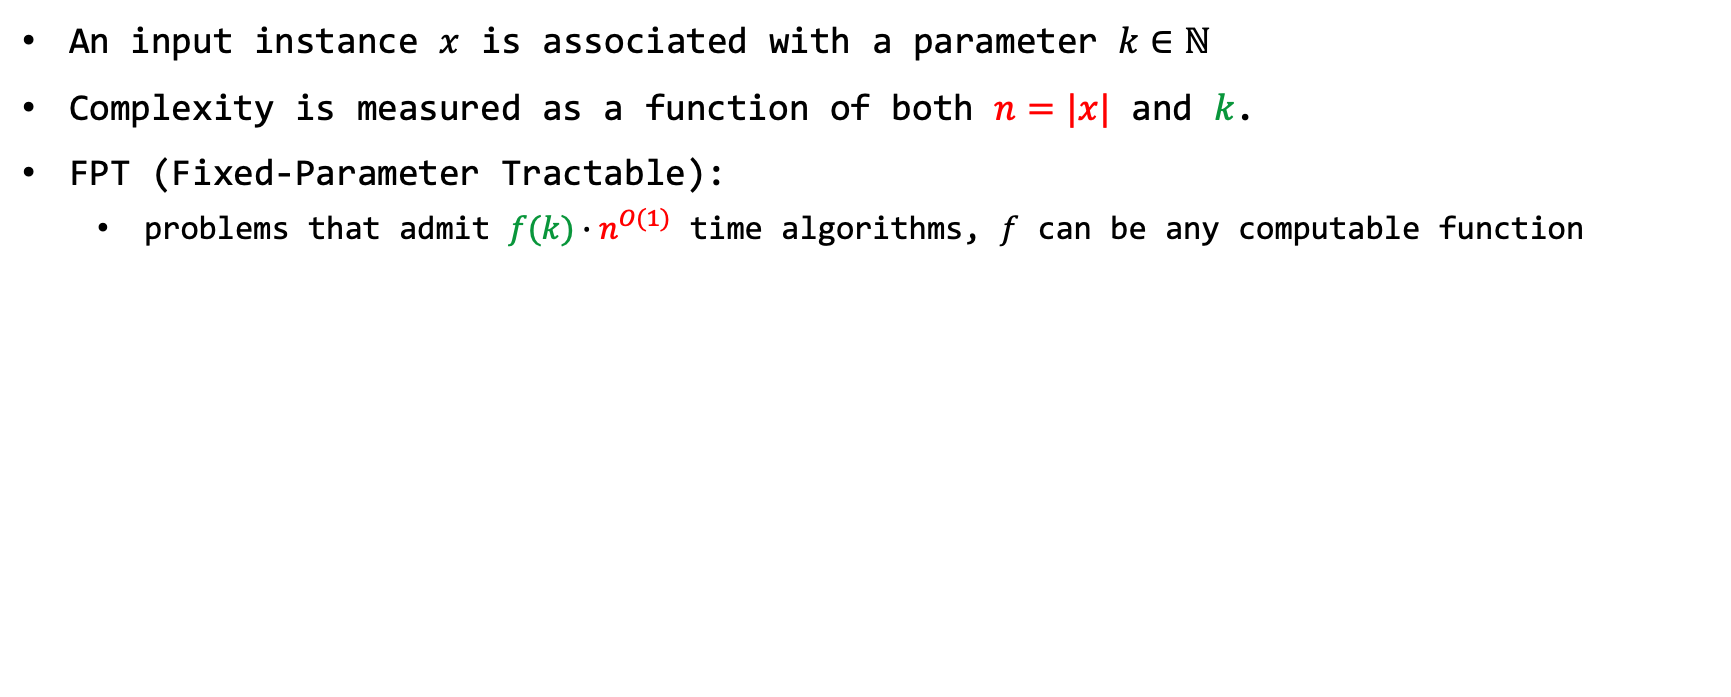 • An input instance x is associated with a parameter k ∈ ℕ
• Complexity is measured as a function of both n = |x| and k.
• FPT (Fixed-Parameter Tractable):
• problems that admit f(k) · n^{O(1)} time algorithms, f can be any computable function